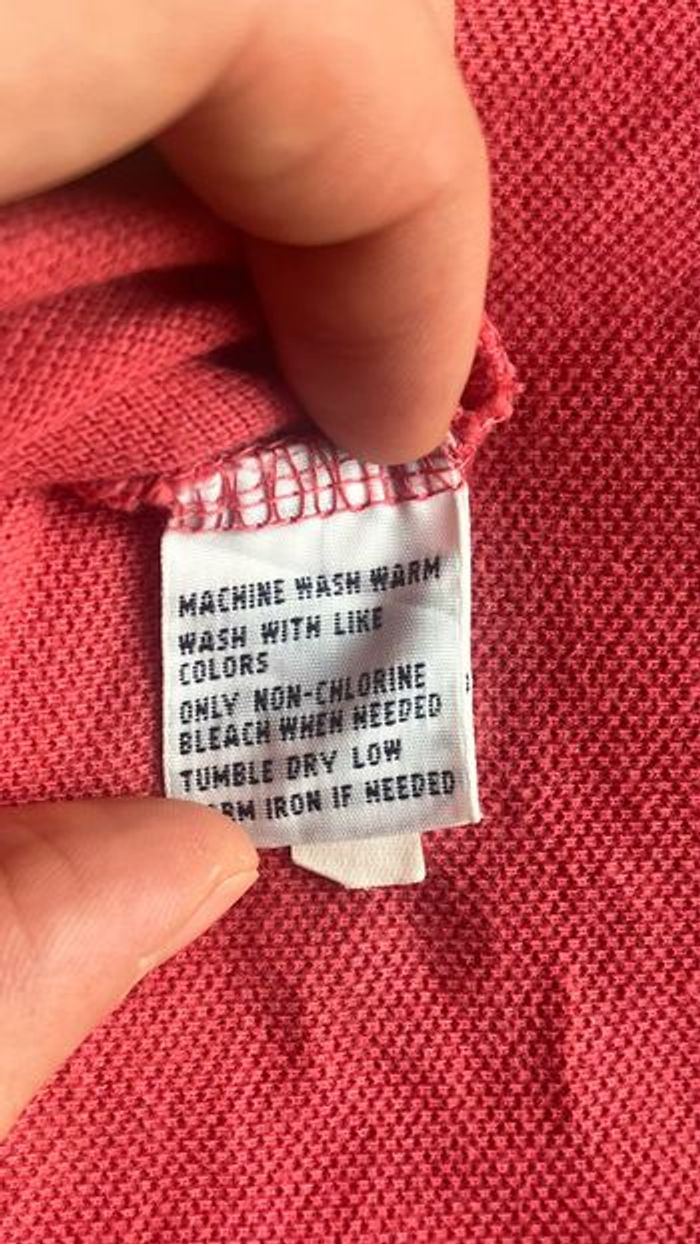 MACHINE WASH WARM
WASH WITH LIKE
COLORS
ONLY NON-CHLORINE
BLEACH WHEN NEEDED
TUMBLE DRY LOW
IRON IF NEEDED